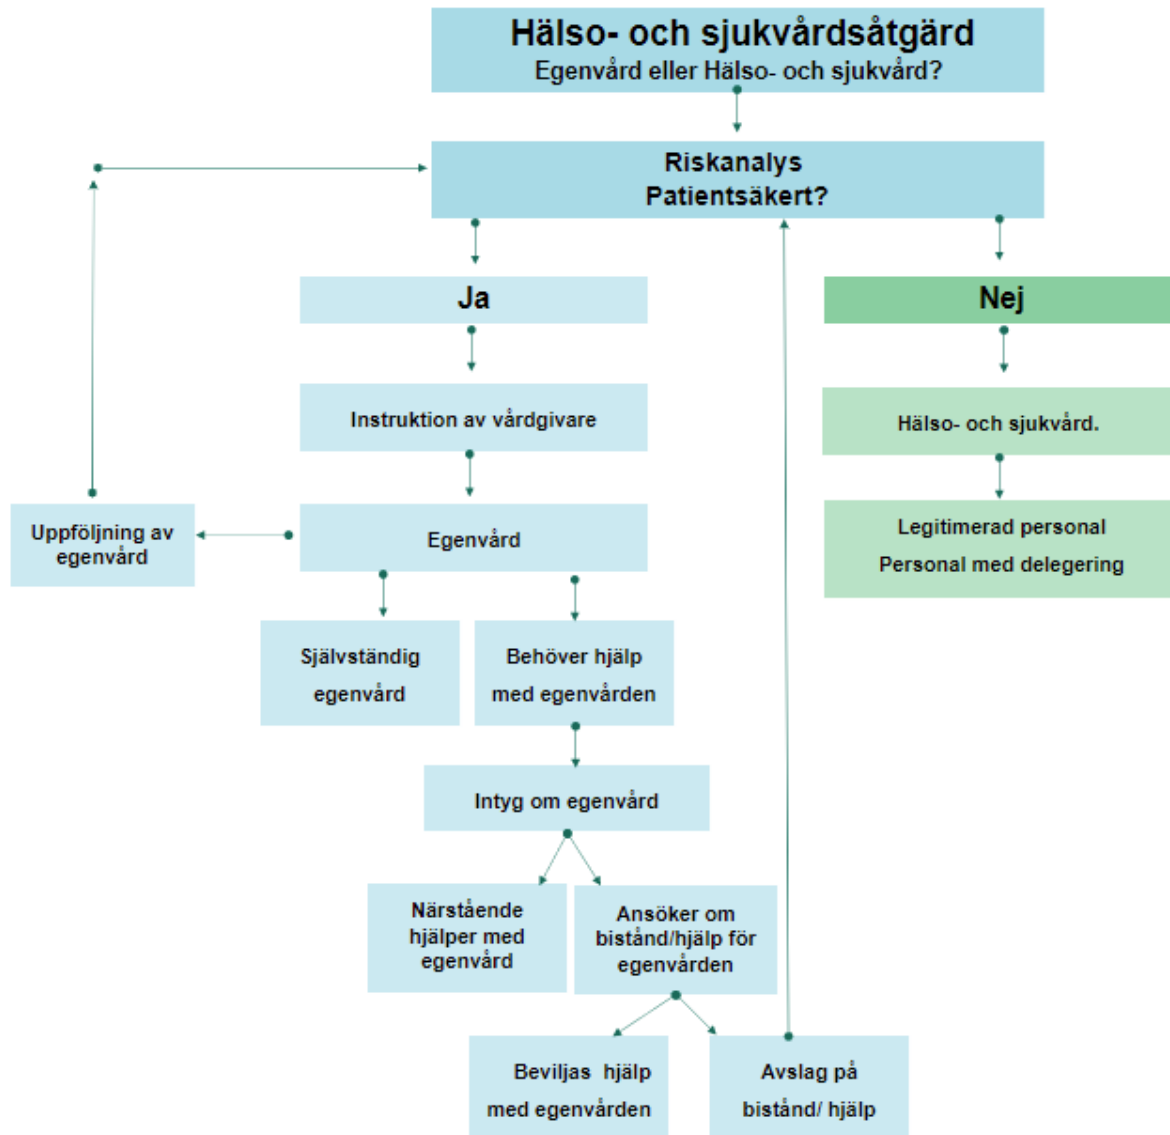 Hälso- och sjukvårdsåtgärd
Egenvård eller Hälso- och sjukvård?
Riskanalys
Patientsäkert?
Ja
Nej
Instruktion av vårdgivare
Hälso- och sjukvård.
Uppföljning av
egenvård
Egenvård
Legitimerad personal
Personal med delegering
Självständig
egenvård
Behöver hjälp
med egenvården
Intyg om egenvård
Närstående
hjälper med
egenvård
Ansöker om
bistånd/hjälp för
egenvården
Beviljas hjälp
med egenvården
Avslag på
bistånd/ hjälp